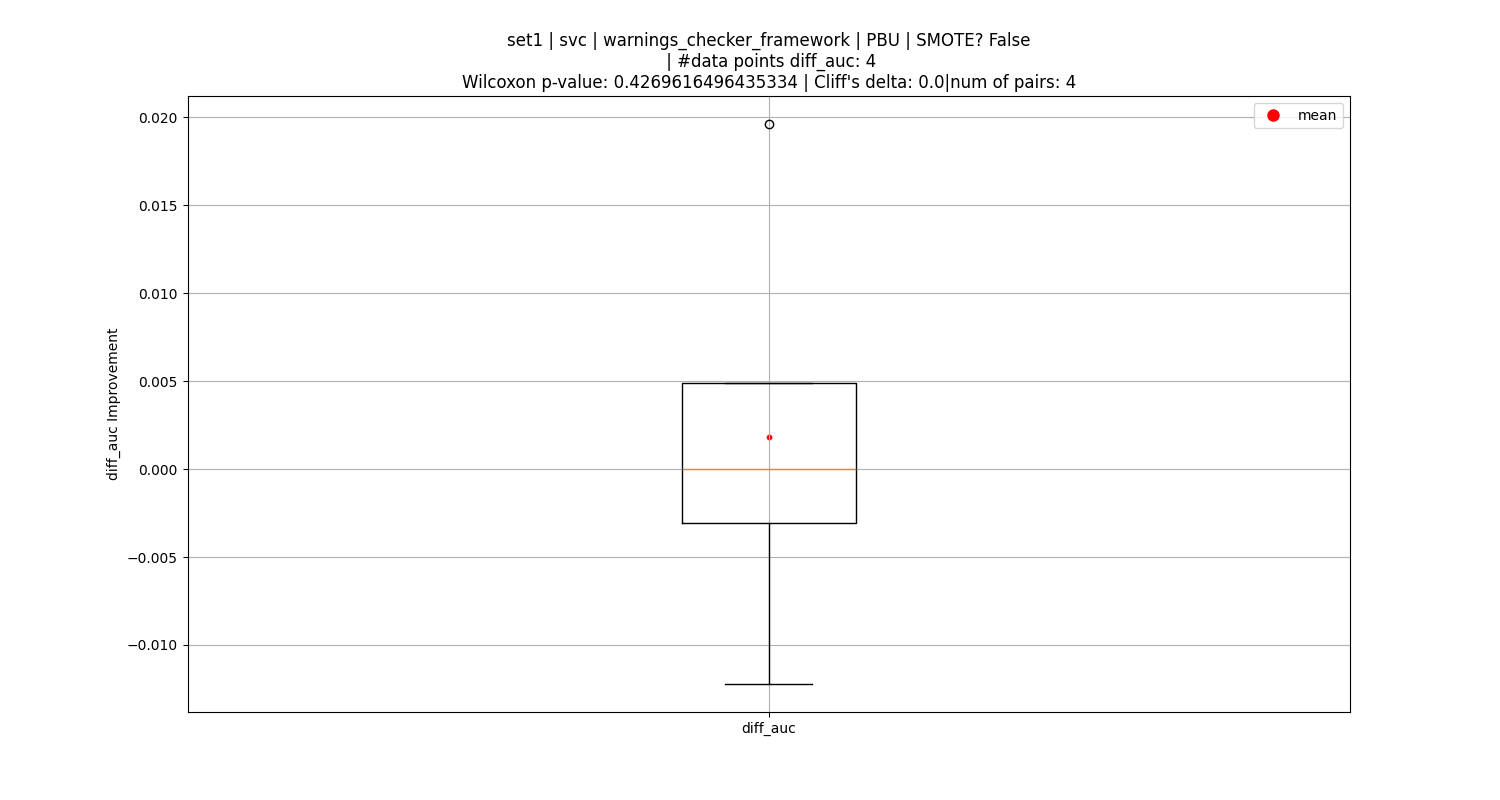 set1 | svc | warnings_checker_framework | PBU | SMOTE? False
| #data points diff_auc: 4
Wilcoxon p-value: 0.4269616496435334 | Cliff's delta: 0.0|num of pairs: 4
mean
0.020
0.015
0.010
0.005
0.000
−0.005
−0.010
diff_auc Improvement
diff_auc